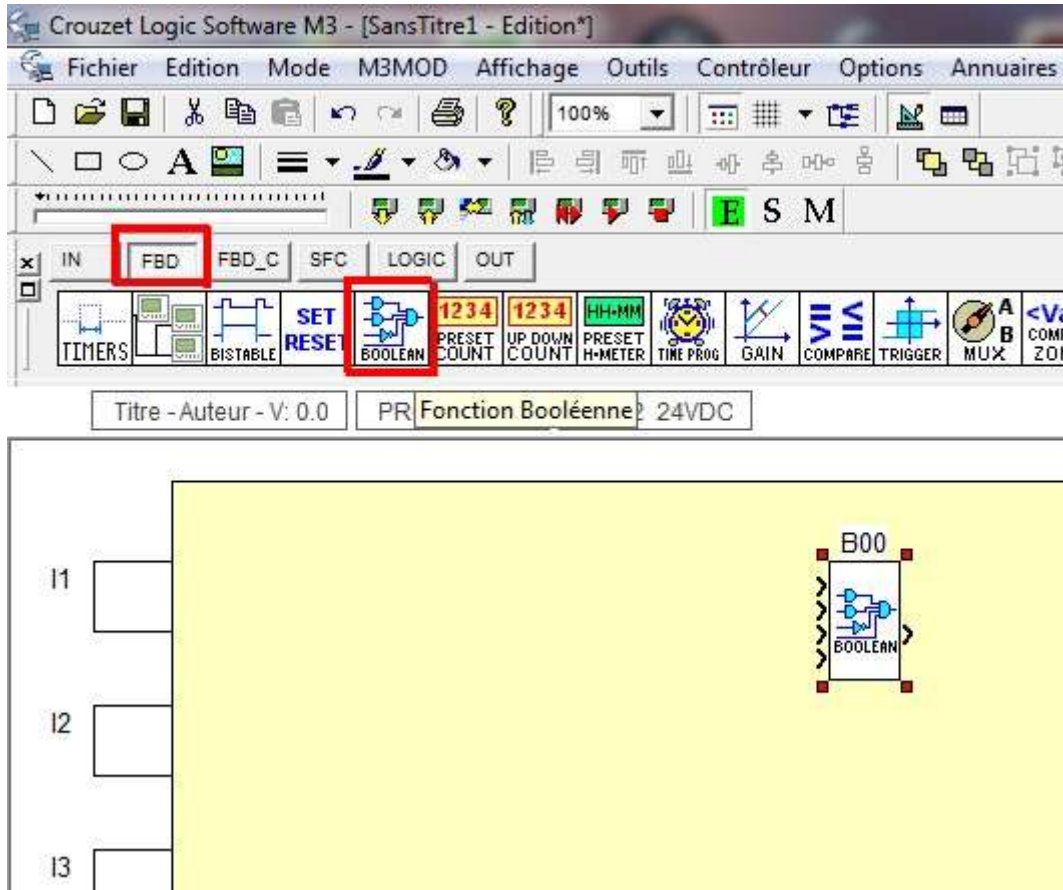 Crouzet Logic Software M3 - [SansTitre1 - Edition*]
Fichier Edition Mode M3MOD Affichage Outils Contrôleur Options Annuaires
100%
A
E S M
IN FBD FBD_C SFC LOGIC OUT
TIMERS
BISTABLE
SET RESET
BOOLEAN
1234 PRESET COUNT
1234 UP DOWN COUNT
HH-MM PRESET H-METER
TIME PROG
GAIN
COMPARE
TRIGGER
A B MUX
Titre - Auteur - V: 0.0
PR Fonction Booléenne 24VDC
B00
I1
BOOLEAN
I2
I3